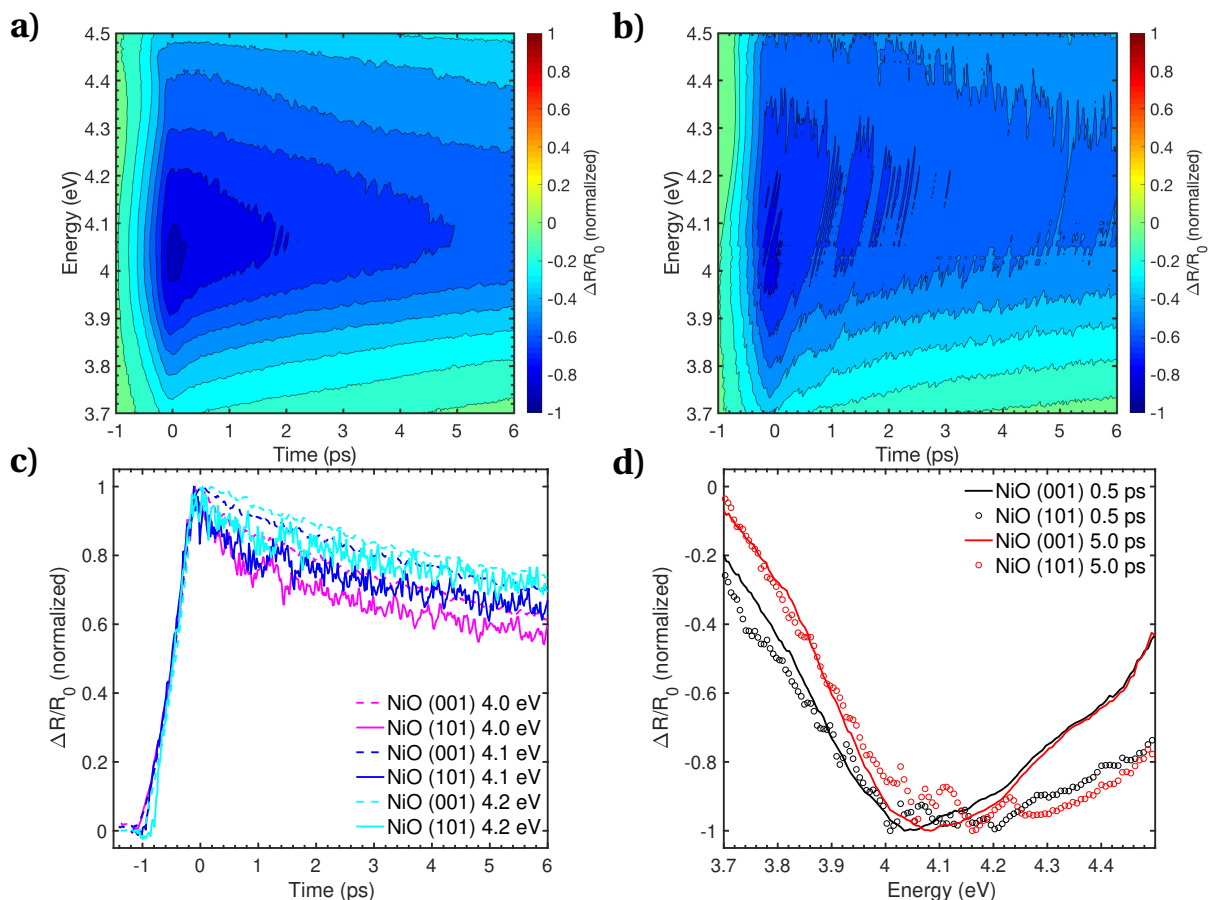 a)
4.5
4.4
4.3
4.2
4.1
4
3.9
3.8
3.7
Energy (eV)
-1 0 1 2 3 4 5 6
Time (ps)
1
0.8
0.6
0.4
0.2
0
-0.2
-0.4
-0.6
-0.8
-1
ΔR/R0 (normalized)
b)
4.5
4.4
4.3
4.2
4.1
4
3.9
3.8
3.7
Energy (eV)
-1 0 1 2 3 4 5 6
Time (ps)
1
0.8
0.6
0.4
0.2
0
-0.2
-0.4
-0.6
-0.8
-1
ΔR/R0 (normalized)
c)
1
0.8
0.6
0.4
0.2
0
ΔR/R0 (normalized)
NiO (001) 4.0 eV
NiO (101) 4.0 eV
NiO (001) 4.1 eV
NiO (101) 4.1 eV
NiO (001) 4.2 eV
NiO (101) 4.2 eV
-1 0 1 2 3 4 5 6
Time (ps)
d)
0
-0.2
-0.4
-0.6
-0.8
-1
ΔR/R0 (normalized)
NiO (001) 0.5 ps
NiO (101) 0.5 ps
NiO (001) 5.0 ps
NiO (101) 5.0 ps
3.7 3.8 3.9 4 4.1 4.2 4.3 4.4
Energy (eV)